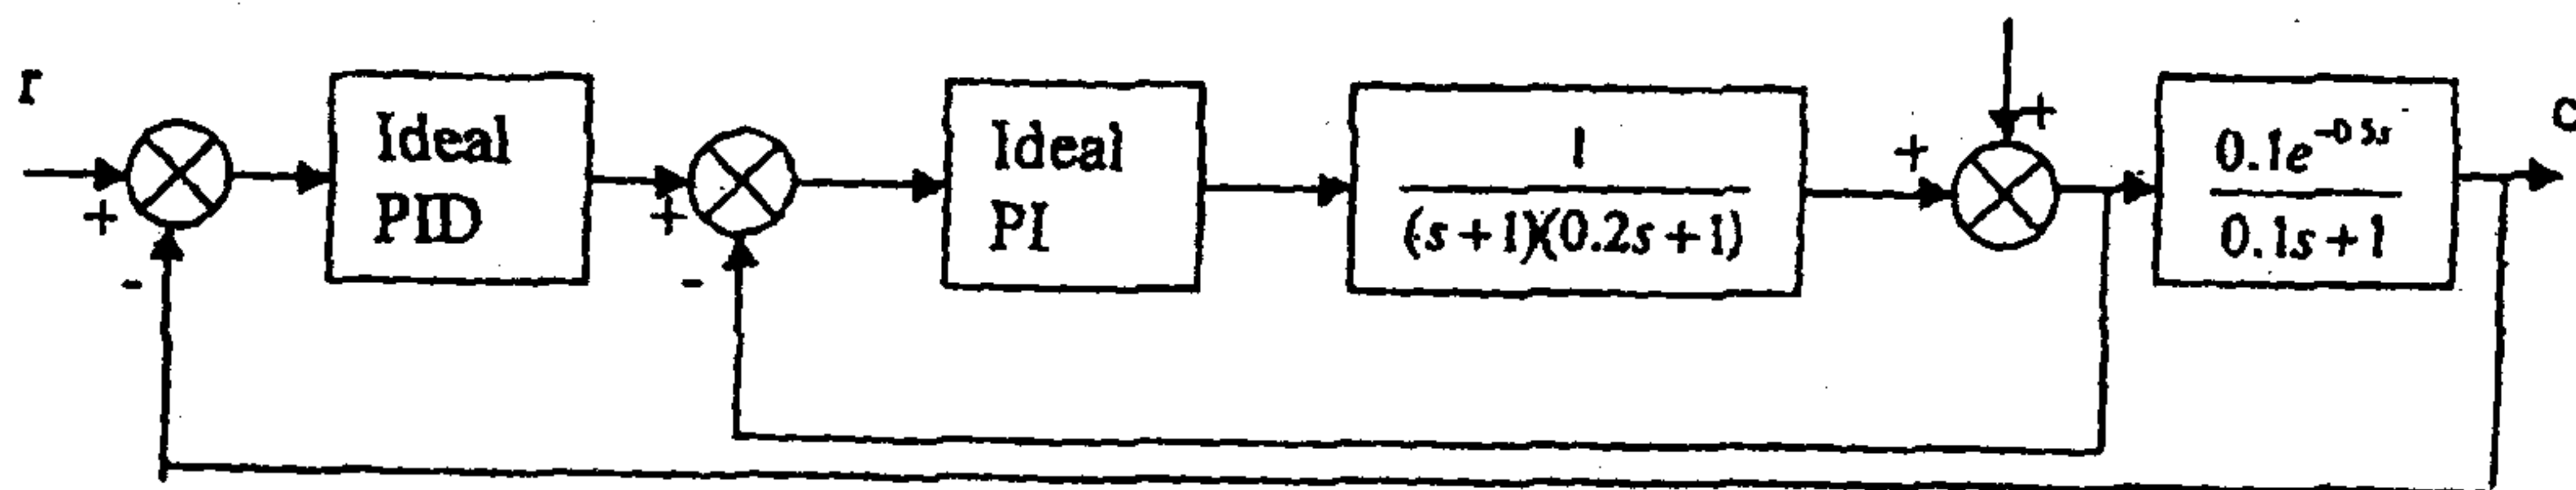 r
+
-
Ideal
PID
+
-
Ideal
PI
1
(s+1)(0.2s+1)
+
+
0.1e^{-0.5s}
0.1s+1
c